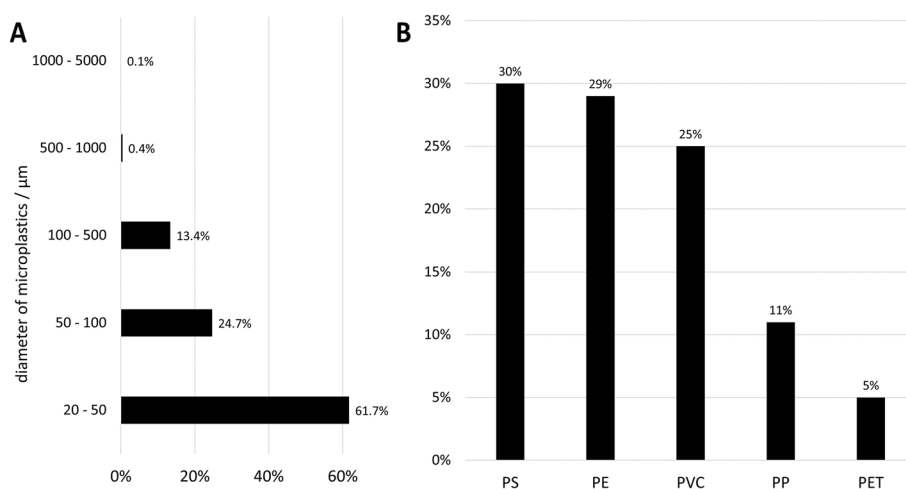 A
diameter of microplastics / µm
1000 - 5000
0.1%
500 - 1000
0.4%
100 - 500
13.4%
50 - 100
24.7%
20 - 50
61.7%
0%
20%
40%
60%
B
35%
30%
25%
20%
15%
10%
5%
0%
30%
29%
25%
11%
5%
PS
PE
PVC
PP
PET